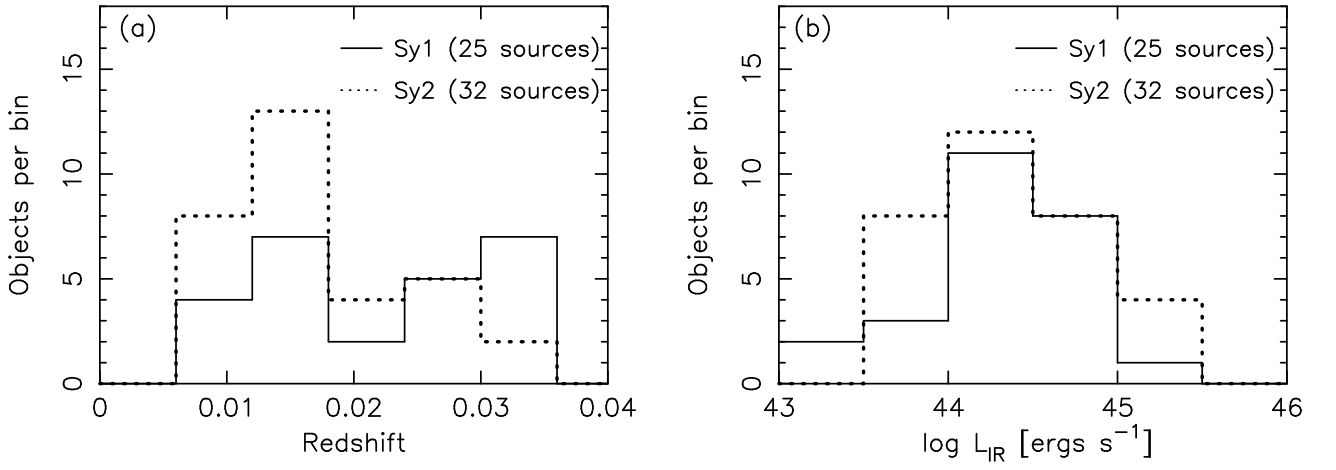 (a)
Sy1 (25 sources)
Sy2 (32 sources)
Objects per bin
0
5
10
15
0
0.01
0.02
0.03
0.04
Redshift
(b)
Sy1 (25 sources)
Sy2 (32 sources)
Objects per bin
0
5
10
15
43
44
45
46
log L_IR [ergs s⁻¹]